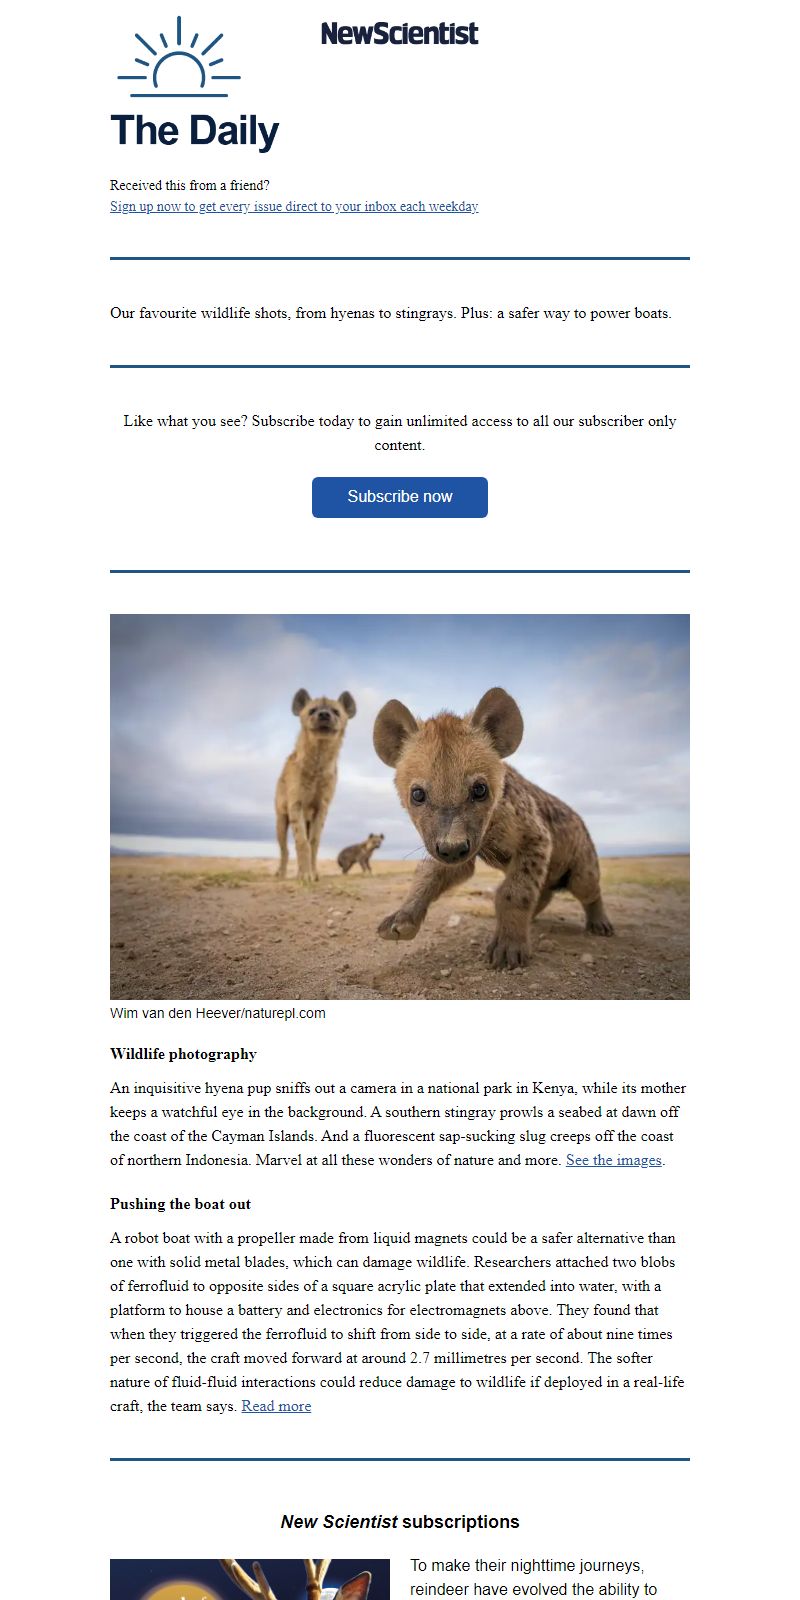 NewScientist
The Daily
Received this from a friend?
Sign up now to get every issue direct to your inbox each weekday
Our favourite wildlife shots, from hyenas to stingrays. Plus: a safer way to power boats.
Like what you see? Subscribe today to gain unlimited access to all our subscriber only
content.
Subscribe now
Wim van den Heever/naturepl.com
Wildlife photography
An inquisitive hyena pup sniffs out a camera in a national park in Kenya, while its mother
keeps a watchful eye in the background. A southern stingray prowls a seabed at dawn off
the coast of the Cayman Islands. And a fluorescent sap-sucking slug creeps off the coast
of northern Indonesia. Marvel at all these wonders of nature and more. See the images.
Pushing the boat out
A robot boat with a propeller made from liquid magnets could be a safer alternative than
one with solid metal blades, which can damage wildlife. Researchers attached two blobs
of ferrofluid to opposite sides of a square acrylic plate that extended into water, with a
platform to house a battery and electronics for electromagnets above. They found that
when they triggered the ferrofluid to shift from side to side, at a rate of about nine times
per second, the craft moved forward at around 2.7 millimetres per second. The softer
nature of fluid-fluid interactions could reduce damage to wildlife if deployed in a real-life
craft, the team says. Read more
New Scientist subscriptions
To make their nighttime journeys,
reindeer have evolved the ability to